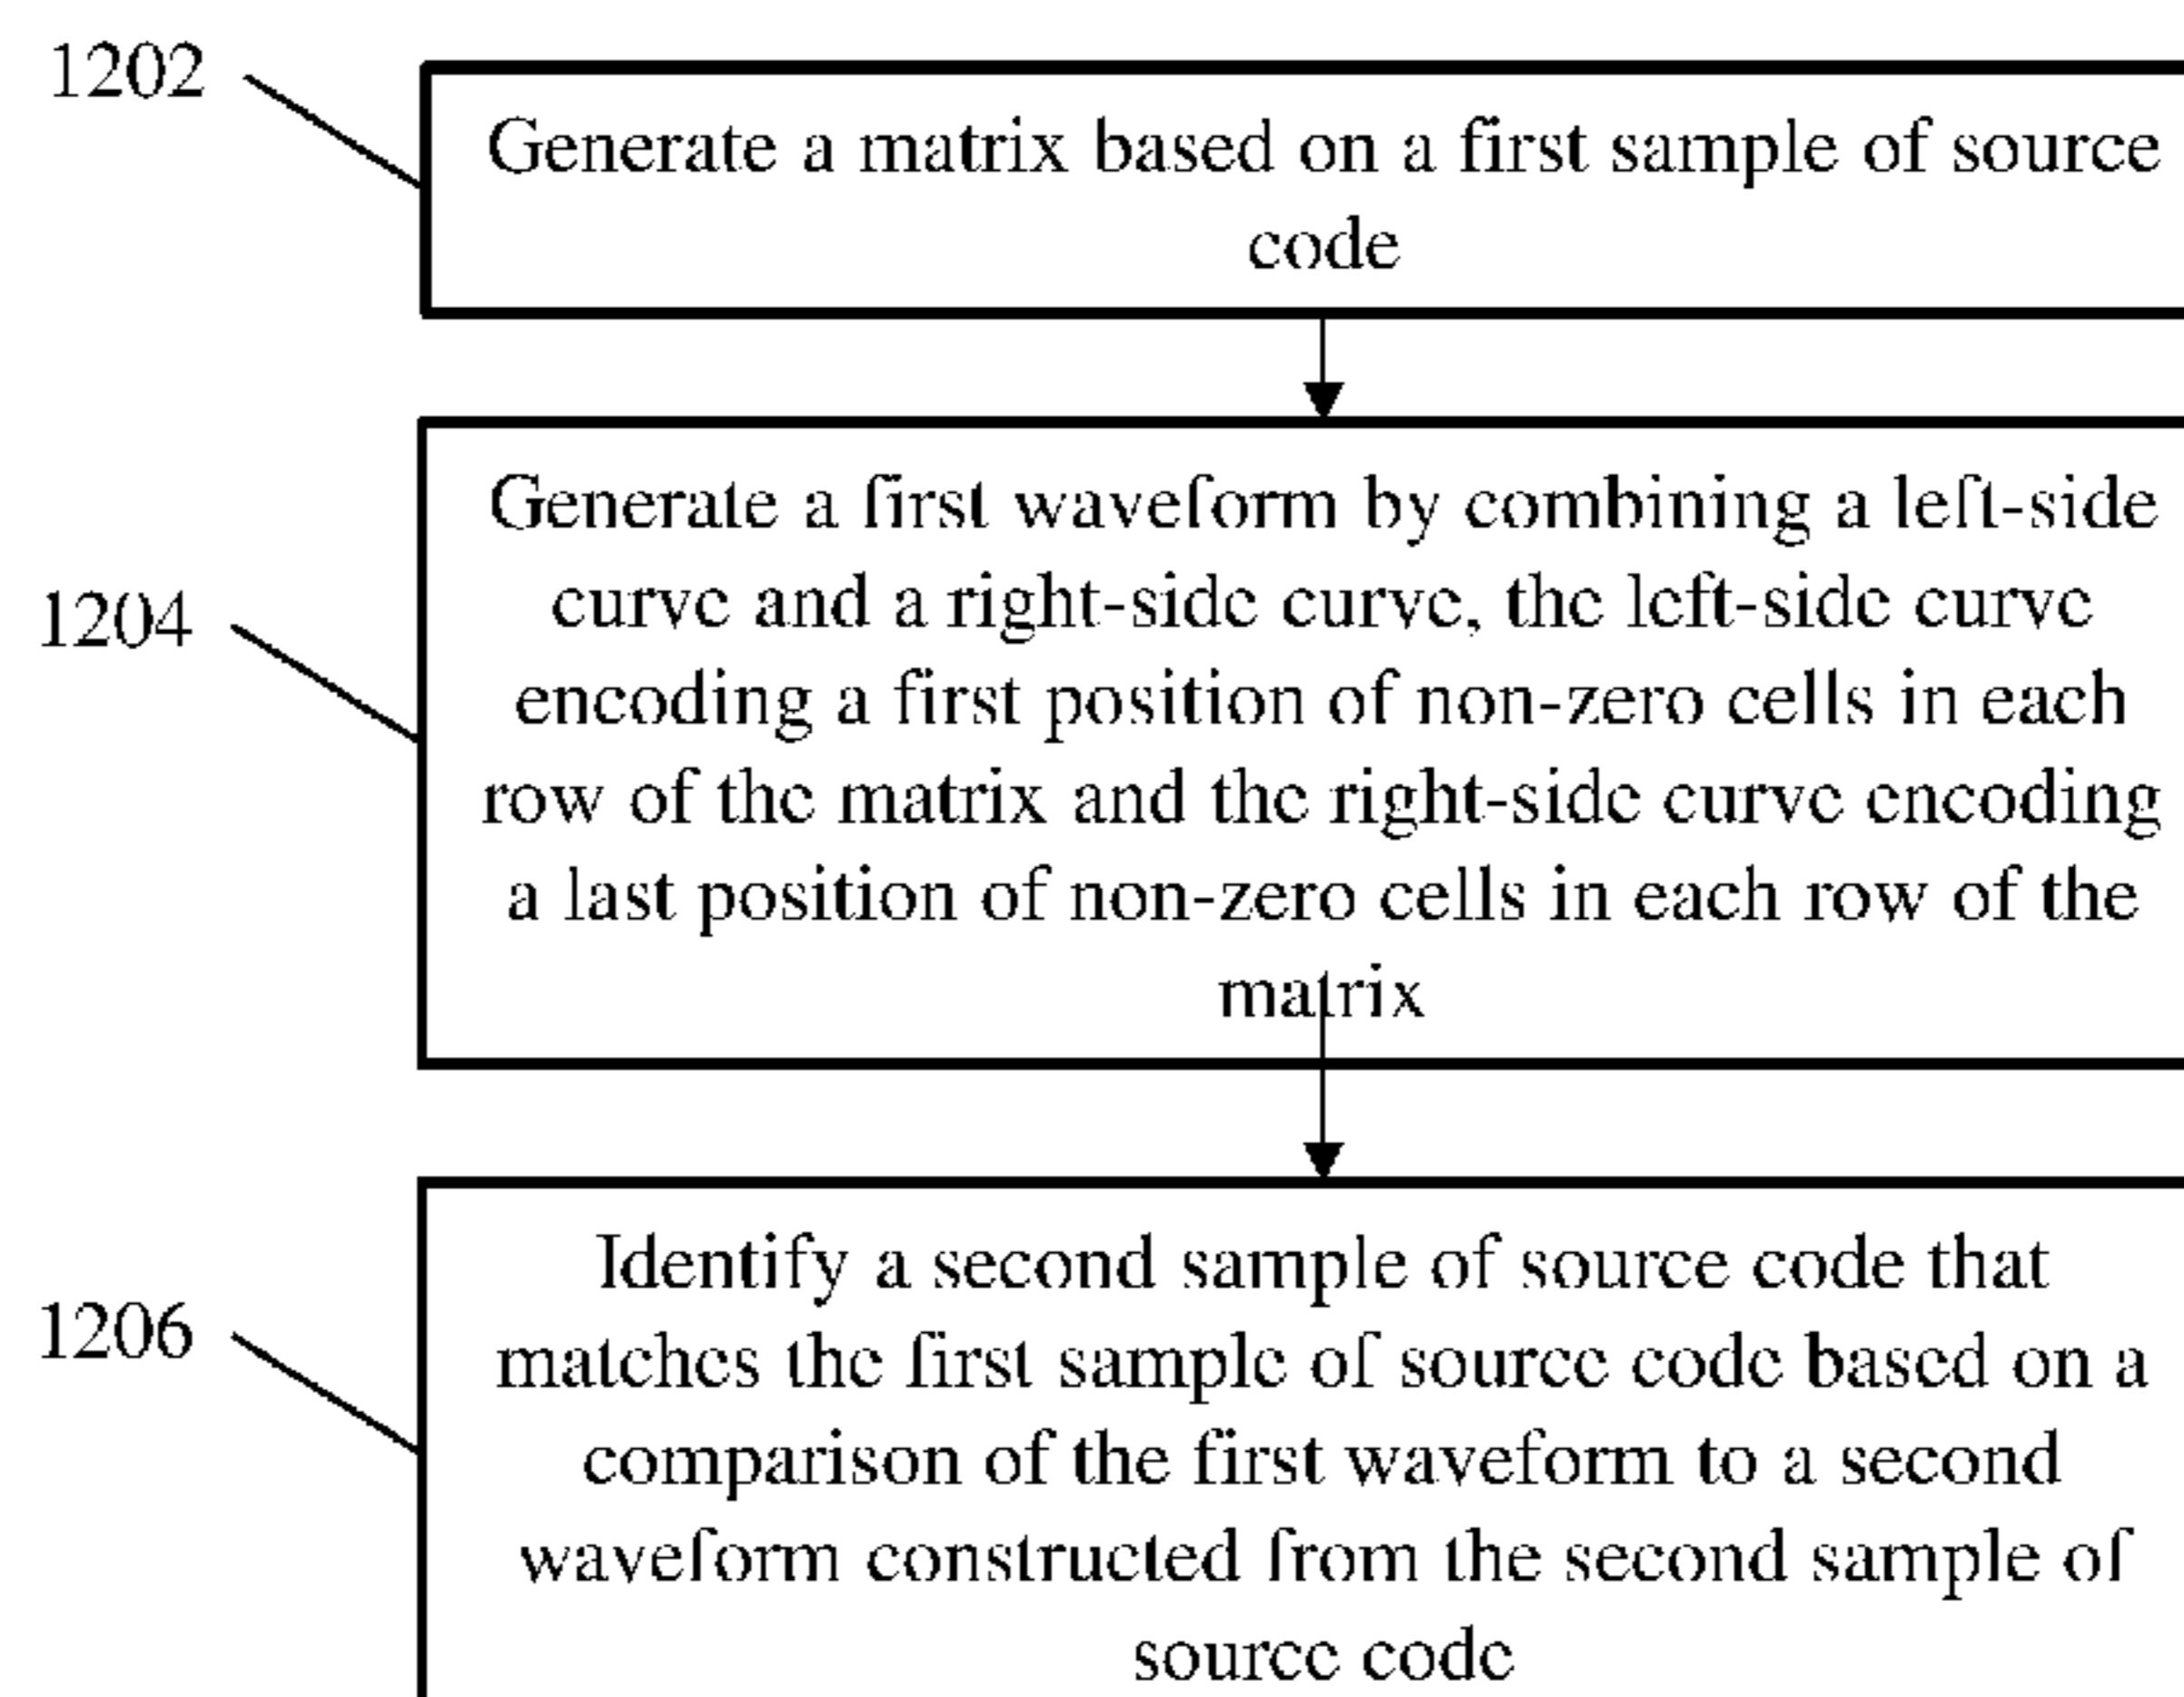 1202
Generate a matrix based on a first sample of source
code
1204
Generate a first waveform by combining a left-side
curve and a right-side curve, the left-side curve
encoding a first position of non-zero cells in each
row of the matrix and the right-side curve encoding
a last position of non-zero cells in each row of the
matrix
1206
Identify a second sample of source code that
matches the first sample of source code based on a
comparison of the first waveform to a second
waveform constructed from the second sample of
source code